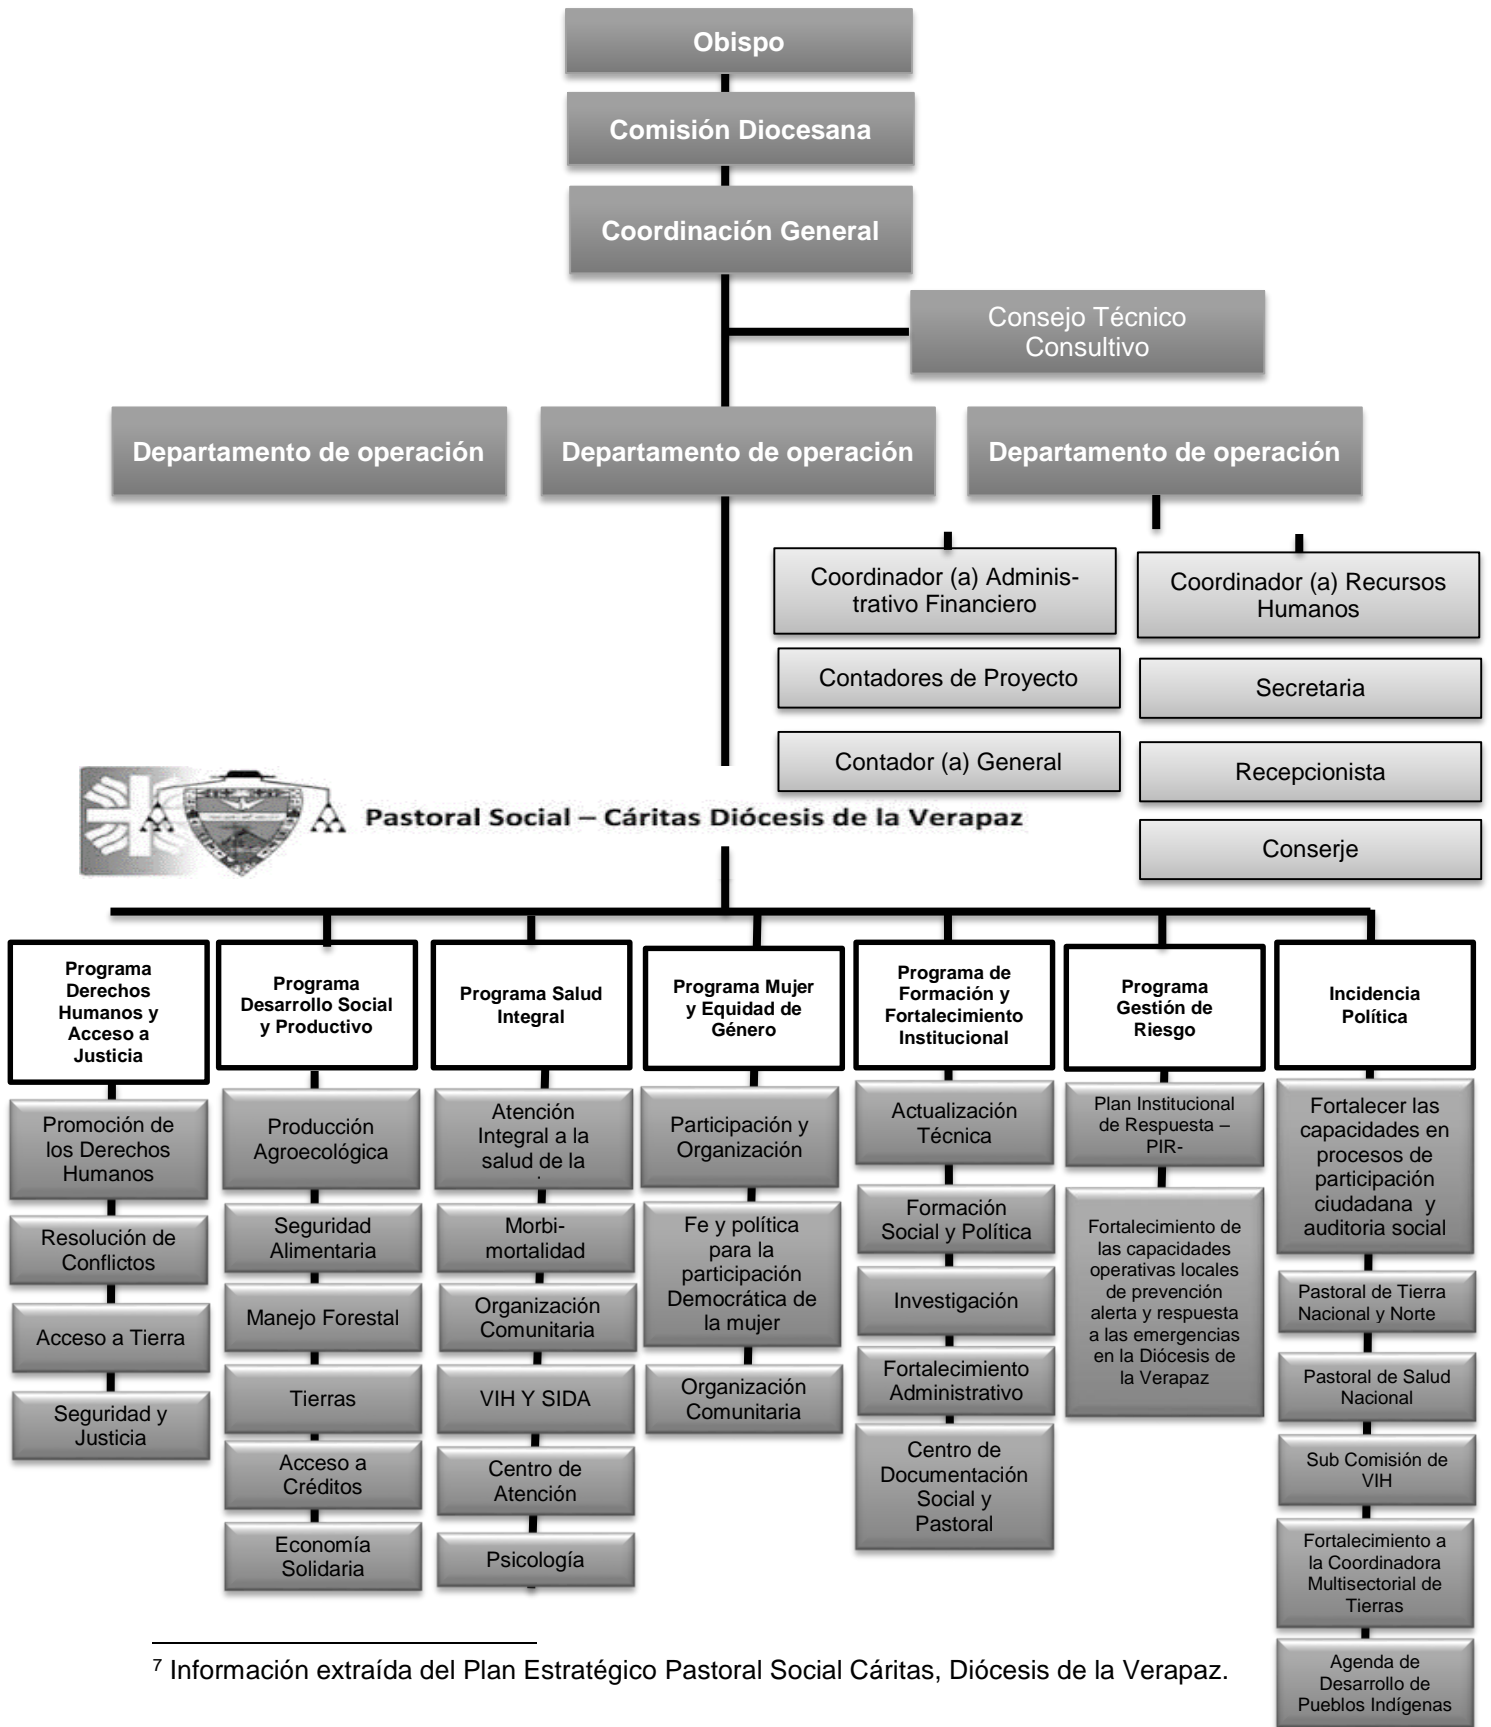 Obispo
Comisión Diocesana
Coordinación General
Consejo Técnico
Consultivo
Departamento de operación
Departamento de operación
Departamento de operación
Coordinador (a) Adminis-
trativo Financiero
Contadores de Proyecto
Contador (a) General
Coordinador (a) Recursos
Humanos
Secretaria
Recepcionista
Conserje
Pastoral Social – Cáritas Diócesis de la Verapaz
Programa
Derechos
Humanos y
Acceso a
Justicia
Promoción de
los Derechos
Humanos
Resolución de
Conflictos
Acceso a Tierra
Seguridad y
Justicia
Programa
Desarrollo Social
y Productivo
Producción
Agroecológica
Seguridad
Alimentaria
Manejo Forestal
Tierras
Acceso a
Créditos
Economía
Solidaria
Programa Salud
Integral
Atención
Integral a la
salud de la
Morbi-
mortalidad
Organización
Comunitaria
VIH Y SIDA
Centro de
Atención
Psicología
Programa Mujer
y Equidad de
Género
Participación y
Organización
Fe y política
para la
participación
Democrática de
la mujer
Organización
Comunitaria
Programa de
Formación y
Fortalecimiento
Institucional
Actualización
Técnica
Formación
Social y Política
Investigación
Fortalecimiento
Administrativo
Centro de
Documentación
Social y
Pastoral
Programa
Gestión de
Riesgo
Plan Institucional
de Respuesta –
PIR-
Fortalecimiento de
las capacidades
operativas locales
de prevención
alerta y respuesta
a las emergencias
en la Diócesis de
la Verapaz
Incidencia
Política
Fortalecer las
capacidades en
procesos de
participación
ciudadana y
auditoria social
Pastoral de Tierra
Nacional y Norte
Pastoral de Salud
Nacional
Sub Comisión de
VIH
Fortalecimiento a
la Coordinadora
Multisectorial de
Tierras
Agenda de
Desarrollo de
Pueblos Indígenas
7 Información extraída del Plan Estratégico Pastoral Social Cáritas, Diócesis de la Verapaz.